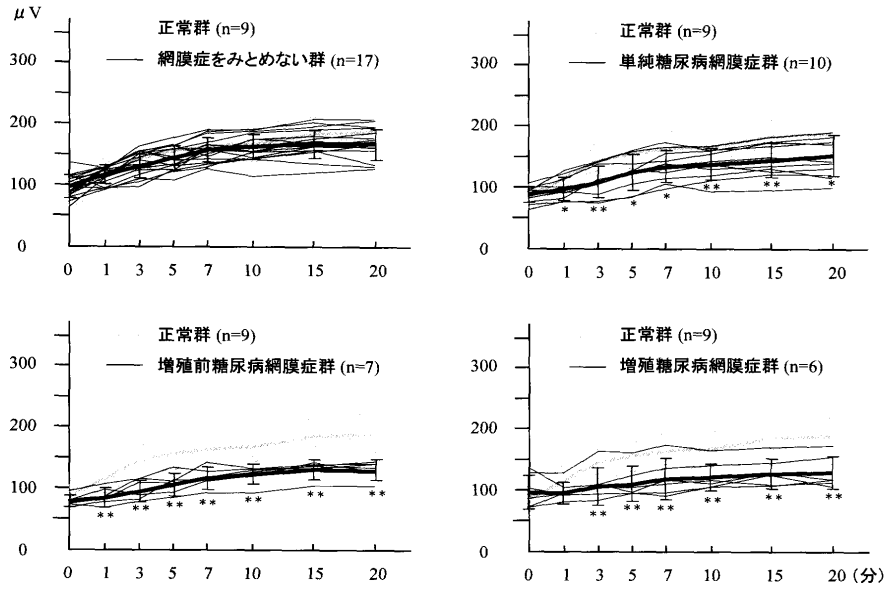 μV
正常群 (n=9)
網膜症をみとめない群 (n=17)
300
200
100
0
0 1 3 5 7 10 15 20
正常群 (n=9)
単純糖尿病網膜症群 (n=10)
300
200
100
0
* ** * * ** ** *
0 1 3 5 7 10 15 20
正常群 (n=9)
増殖前糖尿病網膜症群 (n=7)
300
200
100
0
** ** ** ** ** ** **
0 1 3 5 7 10 15 20
正常群 (n=9)
増殖糖尿病網膜症群 (n=6)
300
200
100
0
** ** ** ** ** **
0 1 3 5 7 10 15 20 (分)